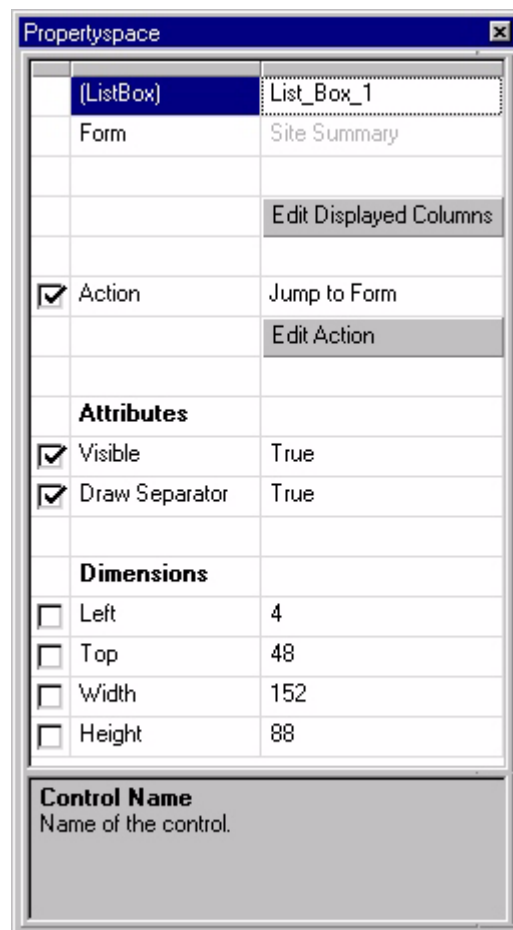 Propertyspace
(ListBox) List_Box_1
Form Site Summary
Edit Displayed Columns
Action Jump to Form
Edit Action
Attributes
Visible True
Draw Separator True
Dimensions
Left 4
Top 48
Width 152
Height 88
Control Name
Name of the control.